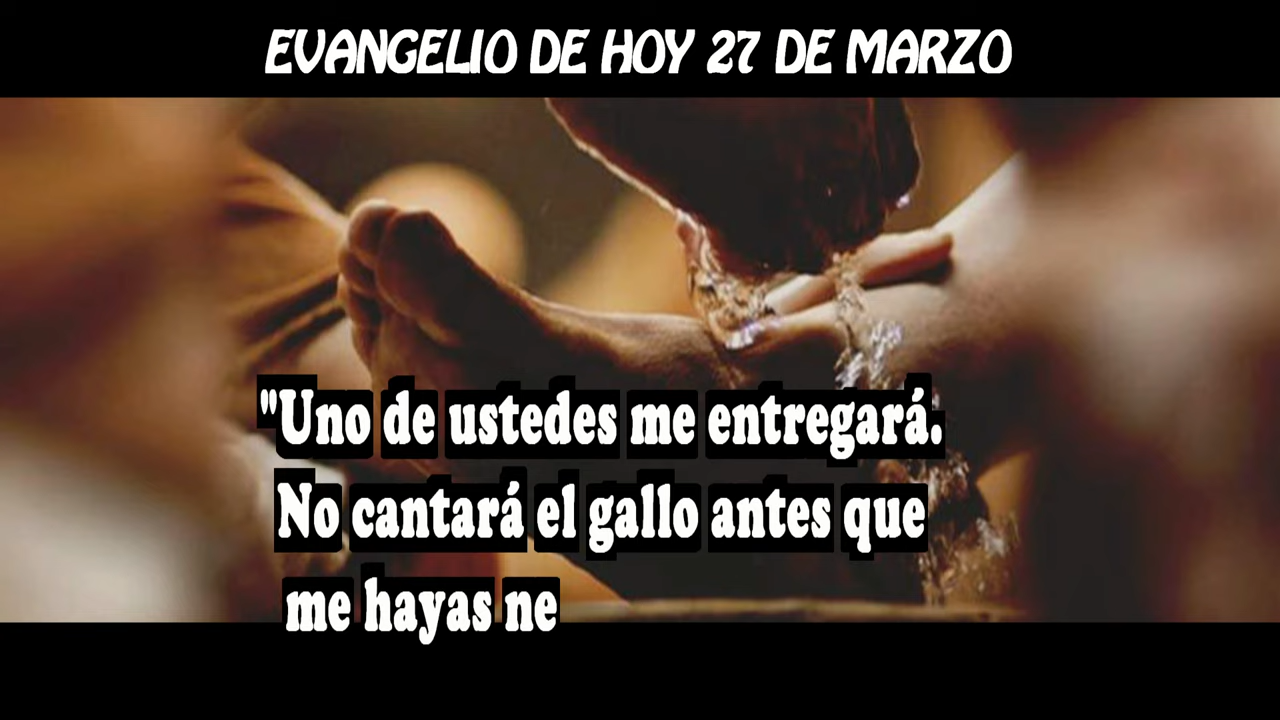 EVANGELIO DE HOY 27 DE MARZO
"Uno de ustedes me entregará.
No cantará el gallo antes que
me hayas ne